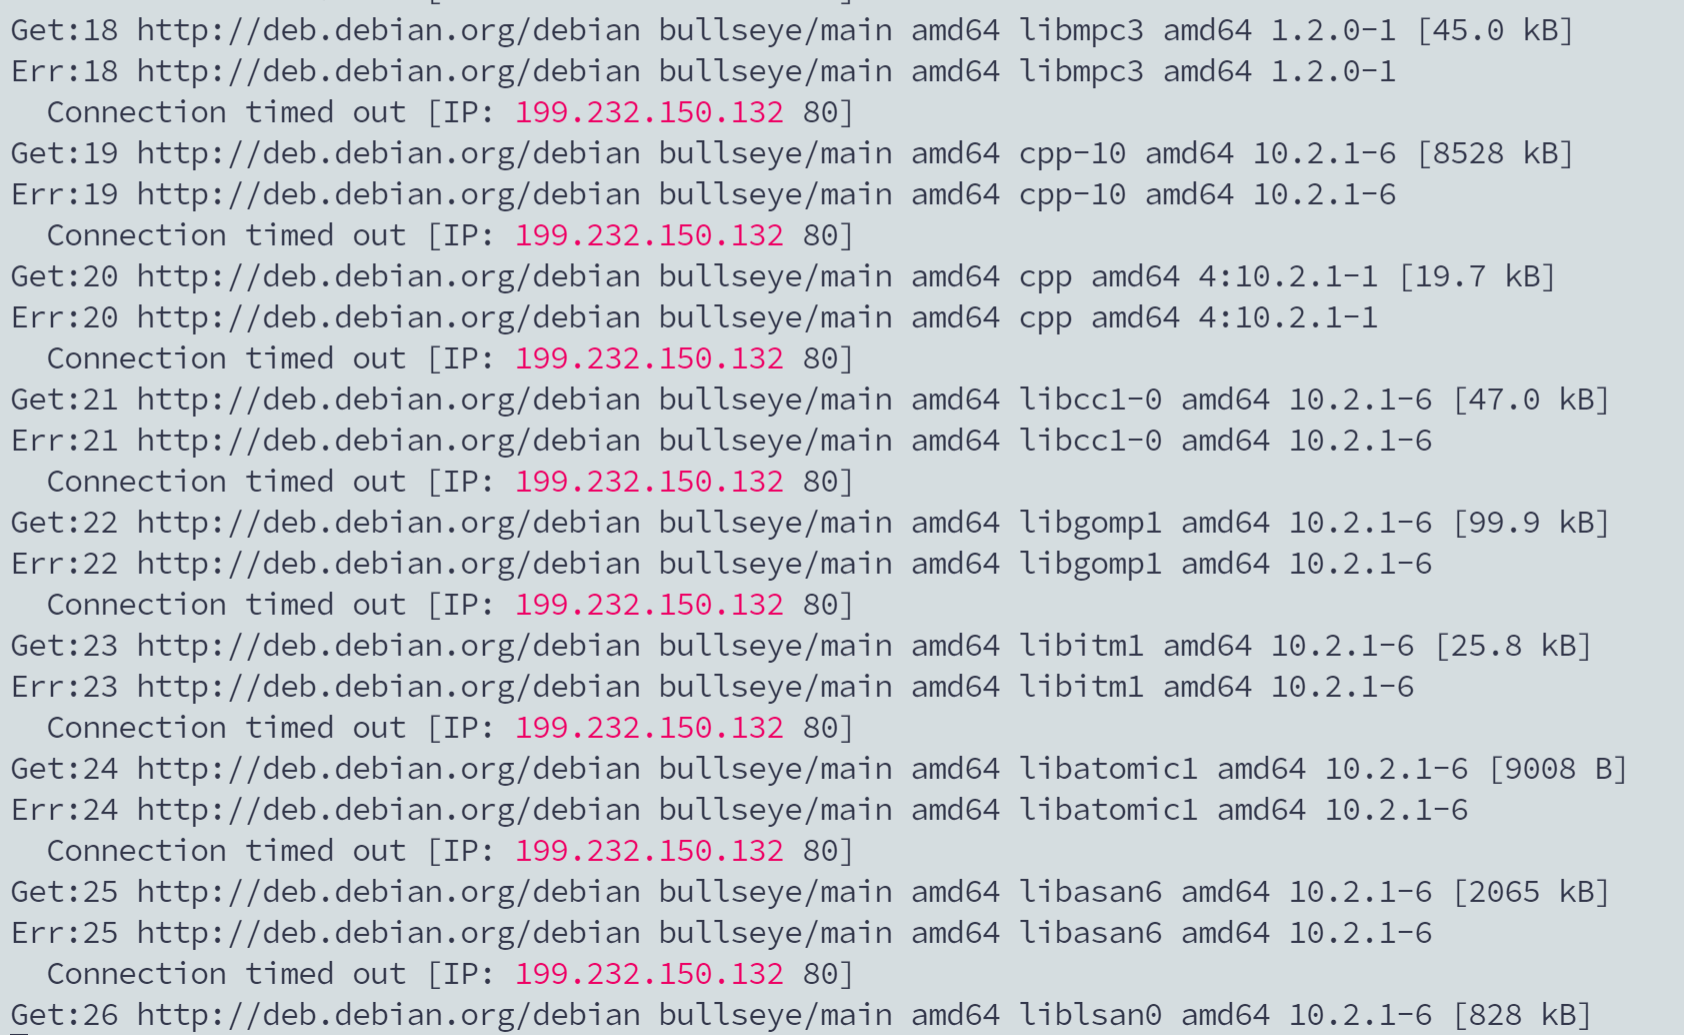 Get:18 http://deb.debian.org/debian bullseye/main amd64 libmpc3 amd64 1.2.0-1 [45.0 kB]
Err:18 http://deb.debian.org/debian bullseye/main amd64 libmpc3 amd64 1.2.0-1
  Connection timed out [IP: 199.232.150.132 80]
Get:19 http://deb.debian.org/debian bullseye/main amd64 cpp-10 amd64 10.2.1-6 [8528 kB]
Err:19 http://deb.debian.org/debian bullseye/main amd64 cpp-10 amd64 10.2.1-6
  Connection timed out [IP: 199.232.150.132 80]
Get:20 http://deb.debian.org/debian bullseye/main amd64 cpp amd64 4:10.2.1-1 [19.7 kB]
Err:20 http://deb.debian.org/debian bullseye/main amd64 cpp amd64 4:10.2.1-1
  Connection timed out [IP: 199.232.150.132 80]
Get:21 http://deb.debian.org/debian bullseye/main amd64 libcc1-0 amd64 10.2.1-6 [47.0 kB]
Err:21 http://deb.debian.org/debian bullseye/main amd64 libcc1-0 amd64 10.2.1-6
  Connection timed out [IP: 199.232.150.132 80]
Get:22 http://deb.debian.org/debian bullseye/main amd64 libgomp1 amd64 10.2.1-6 [99.9 kB]
Err:22 http://deb.debian.org/debian bullseye/main amd64 libgomp1 amd64 10.2.1-6
  Connection timed out [IP: 199.232.150.132 80]
Get:23 http://deb.debian.org/debian bullseye/main amd64 libitm1 amd64 10.2.1-6 [25.8 kB]
Err:23 http://deb.debian.org/debian bullseye/main amd64 libitm1 amd64 10.2.1-6
  Connection timed out [IP: 199.232.150.132 80]
Get:24 http://deb.debian.org/debian bullseye/main amd64 libatomic1 amd64 10.2.1-6 [9008 B]
Err:24 http://deb.debian.org/debian bullseye/main amd64 libatomic1 amd64 10.2.1-6
  Connection timed out [IP: 199.232.150.132 80]
Get:25 http://deb.debian.org/debian bullseye/main amd64 libasan6 amd64 10.2.1-6 [2065 kB]
Err:25 http://deb.debian.org/debian bullseye/main amd64 libasan6 amd64 10.2.1-6
  Connection timed out [IP: 199.232.150.132 80]
Get:26 http://deb.debian.org/debian bullseye/main amd64 liblsan0 amd64 10.2.1-6 [828 kB]